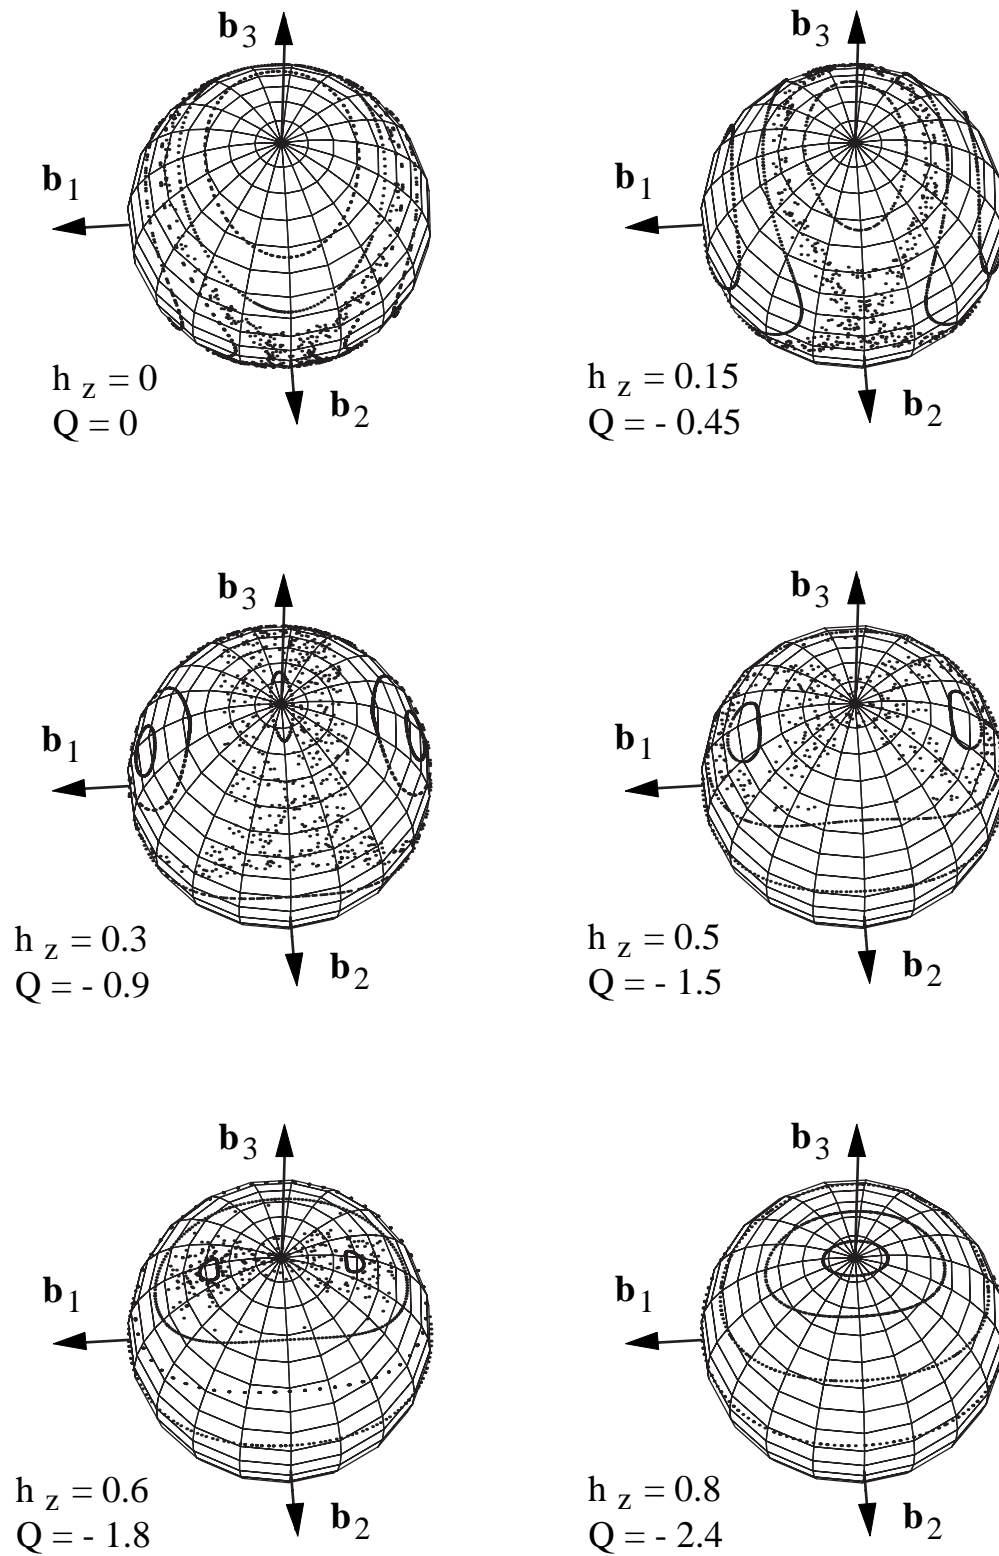 b3
b3
b1
b1
h z = 0
Q = 0
b2
h z = 0.15
Q = - 0.45
b2
b3
b3
b1
b1
h z = 0.3
Q = - 0.9
b2
h z = 0.5
Q = - 1.5
b2
b3
b3
b1
b1
h z = 0.6
Q = - 1.8
b2
h z = 0.8
Q = - 2.4
b2